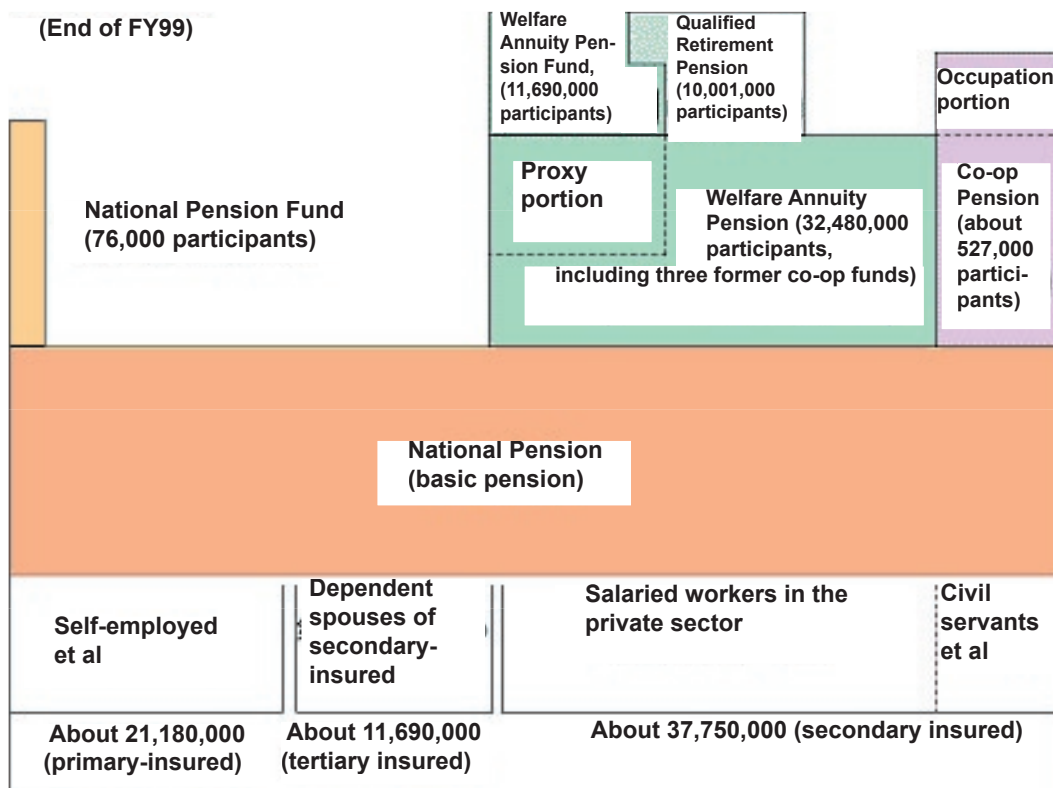 (End of FY99)
Welfare
Annuity Pen-
sion Fund,
(11,690,000
participants)
Qualified
Retirement
Pension
(10,001,000
participants)
Occupation
portion
National Pension Fund
(76,000 participants)
Proxy
portion
Welfare Annuity
Pension (32,480,000
participants,
including three former co-op funds)
Co-op
Pension
(about
527,000
partici-
pants)
National Pension
(basic pension)
Self-employed
et al
Dependent
spouses of
secondary-
insured
Salaried workers in the
private sector
Civil
servants
et al
About 21,180,000
(primary-insured)
About 11,690,000
(tertiary insured)
About 37,750,000 (secondary insured)